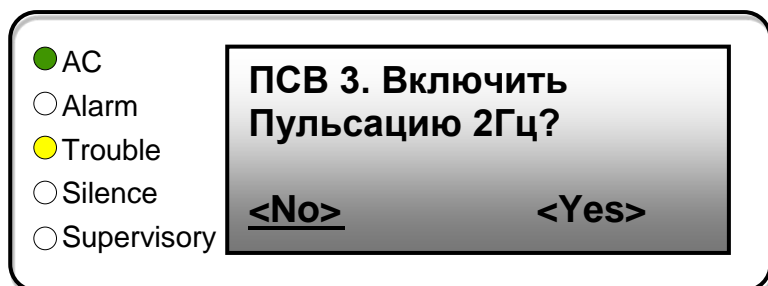 AC
Alarm
Trouble
Silence
Supervisory
ПСВ 3. Включить
Пульсацию 2Гц?
<No> <Yes>